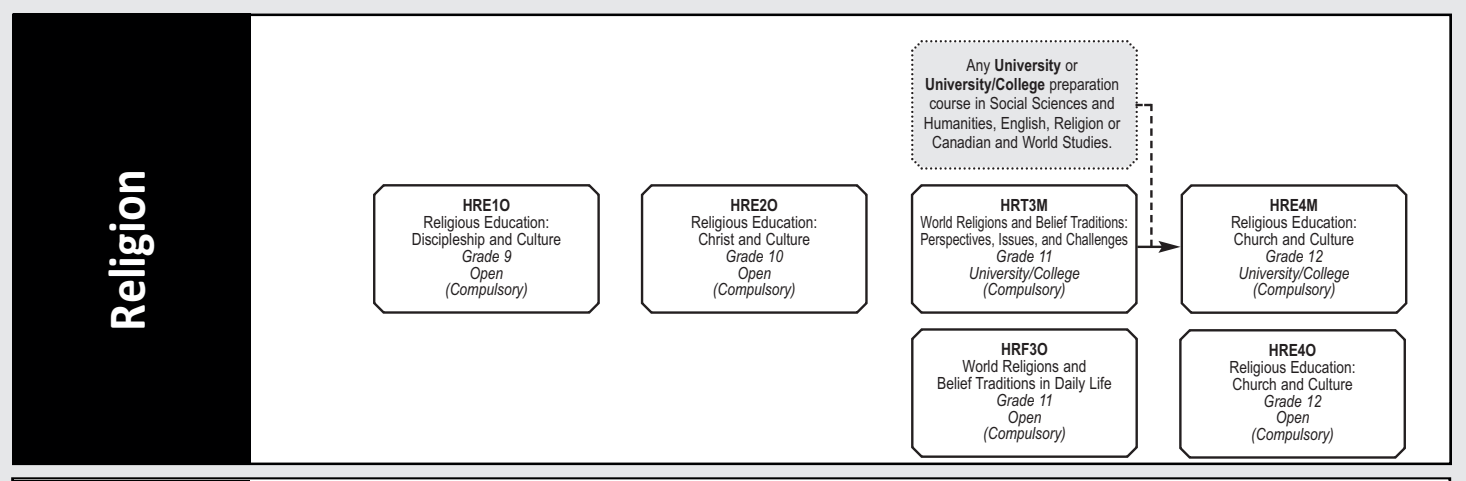 Religion
Any University or
University/College preparation
course in Social Sciences and
Humanities, English, Religion or
Canadian and World Studies.
HRE1O
Religious Education:
Discipleship and Culture
Grade 9
Open
(Compulsory)
HRE2O
Religious Education:
Christ and Culture
Grade 10
Open
(Compulsory)
HRT3M
World Religions and Belief Traditions:
Perspectives, Issues, and Challenges
Grade 11
University/College
(Compulsory)
HRE4M
Religious Education:
Church and Culture
Grade 12
University/College
(Compulsory)
HRF3O
World Religions and
Belief Traditions in Daily Life
Grade 11
Open
(Compulsory)
HRE4O
Religious Education:
Church and Culture
Grade 12
Open
(Compulsory)